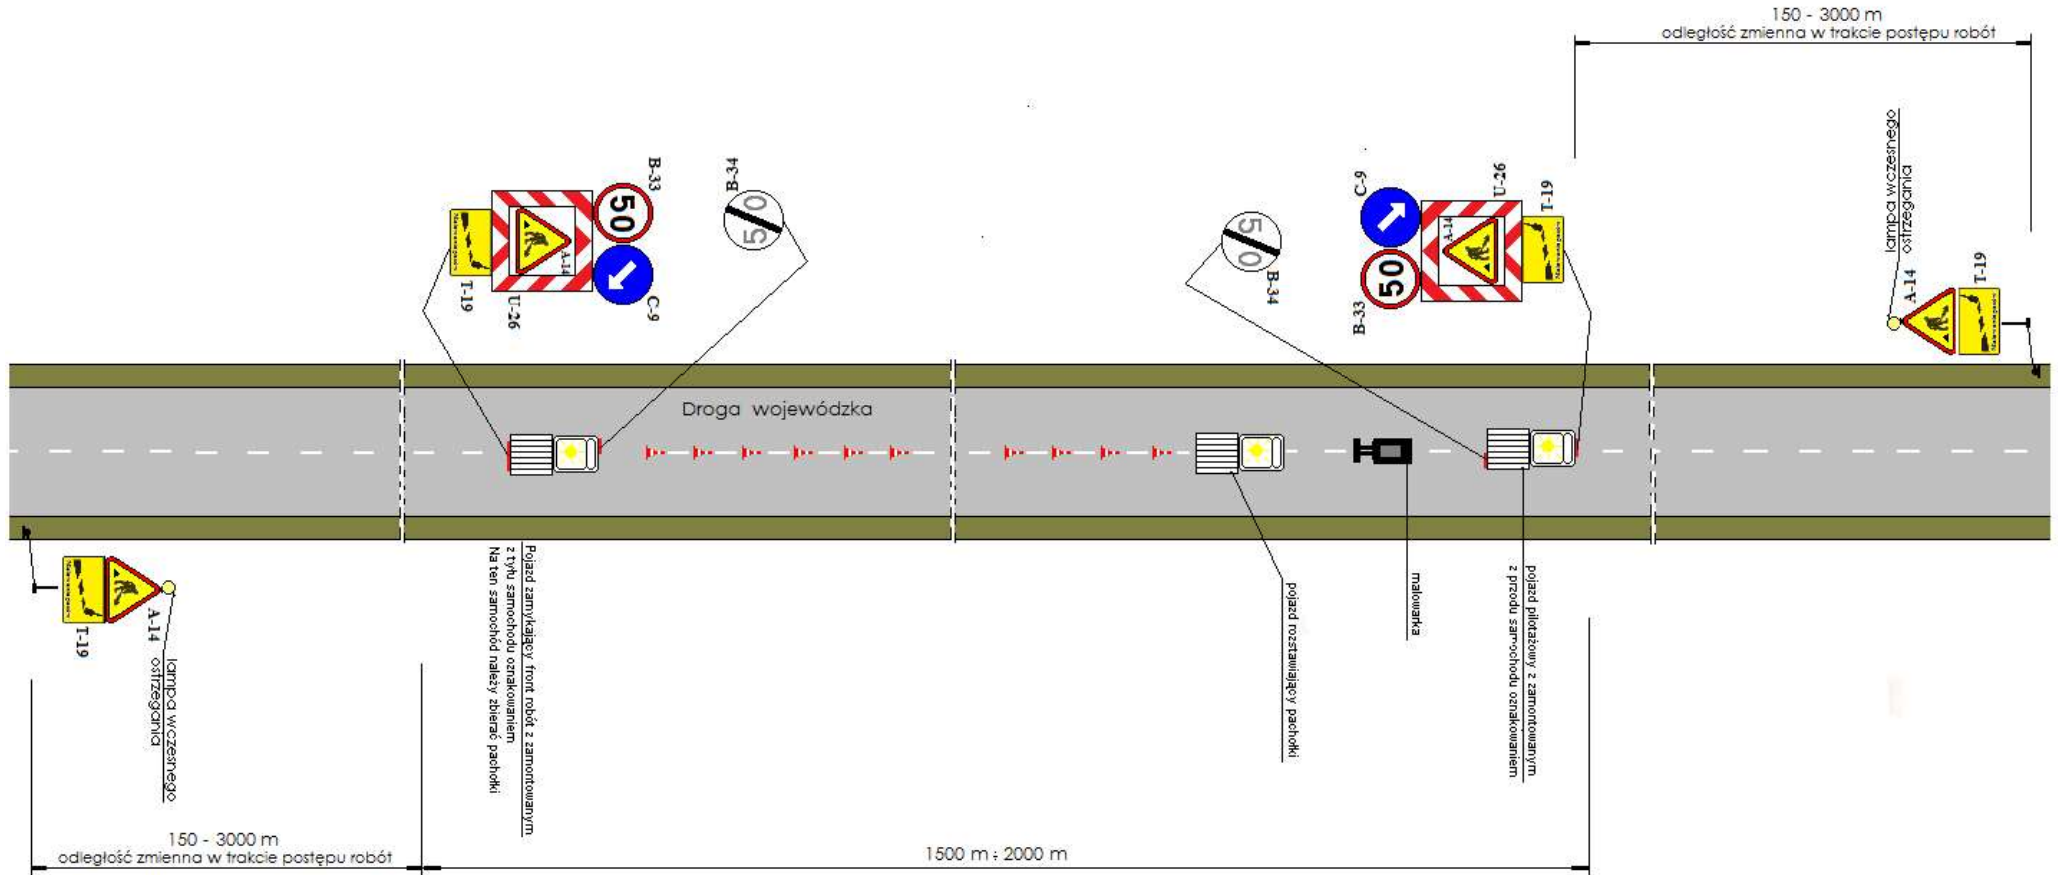 150 - 3000 m
odległość zmienna w trakcie postępu robót
lampa wczesnego
ostrzegania
A-14
T-19
B-33
50
B-34
50
A-14
C-9
U-26
T-19
C-9
U-26
T-19
A-14
50
B-33
50
B-34
Droga wojewódzka
Pojazd zamykający front robót z zamontowanym
z tyłu samochodu oznakowaniem
Na ten samochód należy zbierać pachołki
pojazd rozstawiający pachołki
malowarka
pojazd pilotażowy z zamontowanym
z przodu samochodu oznakowaniem
A-14
T-19
lampa wczesnego
ostrzegania
150 - 3000 m
odległość zmienna w trakcie postępu robót
1500 m ÷ 2000 m